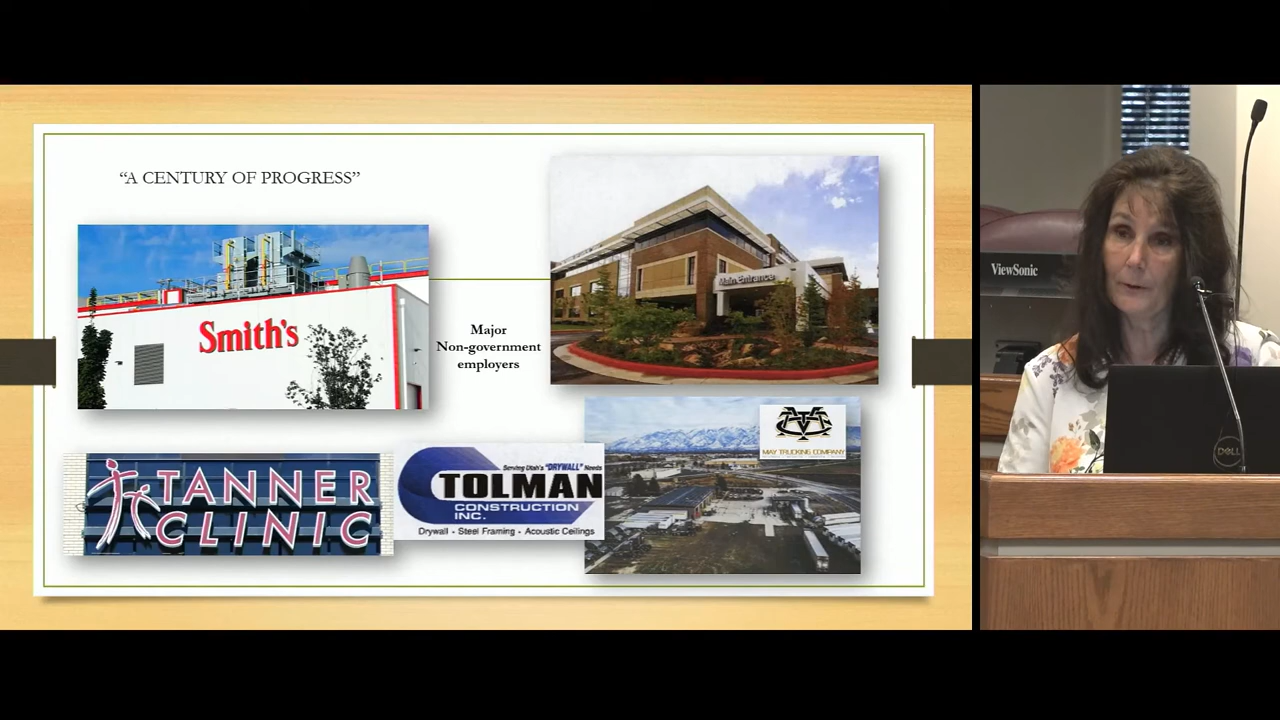 “A CENTURY OF PROGRESS”
Smith's
Main Entrance
Major
Non-government
employers
MAY TRUCKING COMPANY
TANNER
CLINIC
Serving Utah's "DRYWALL" Needs
TOLMAN
CONSTRUCTION
INC.
Drywall - Steel Framing - Acoustic Ceilings
ViewSonic
DELL